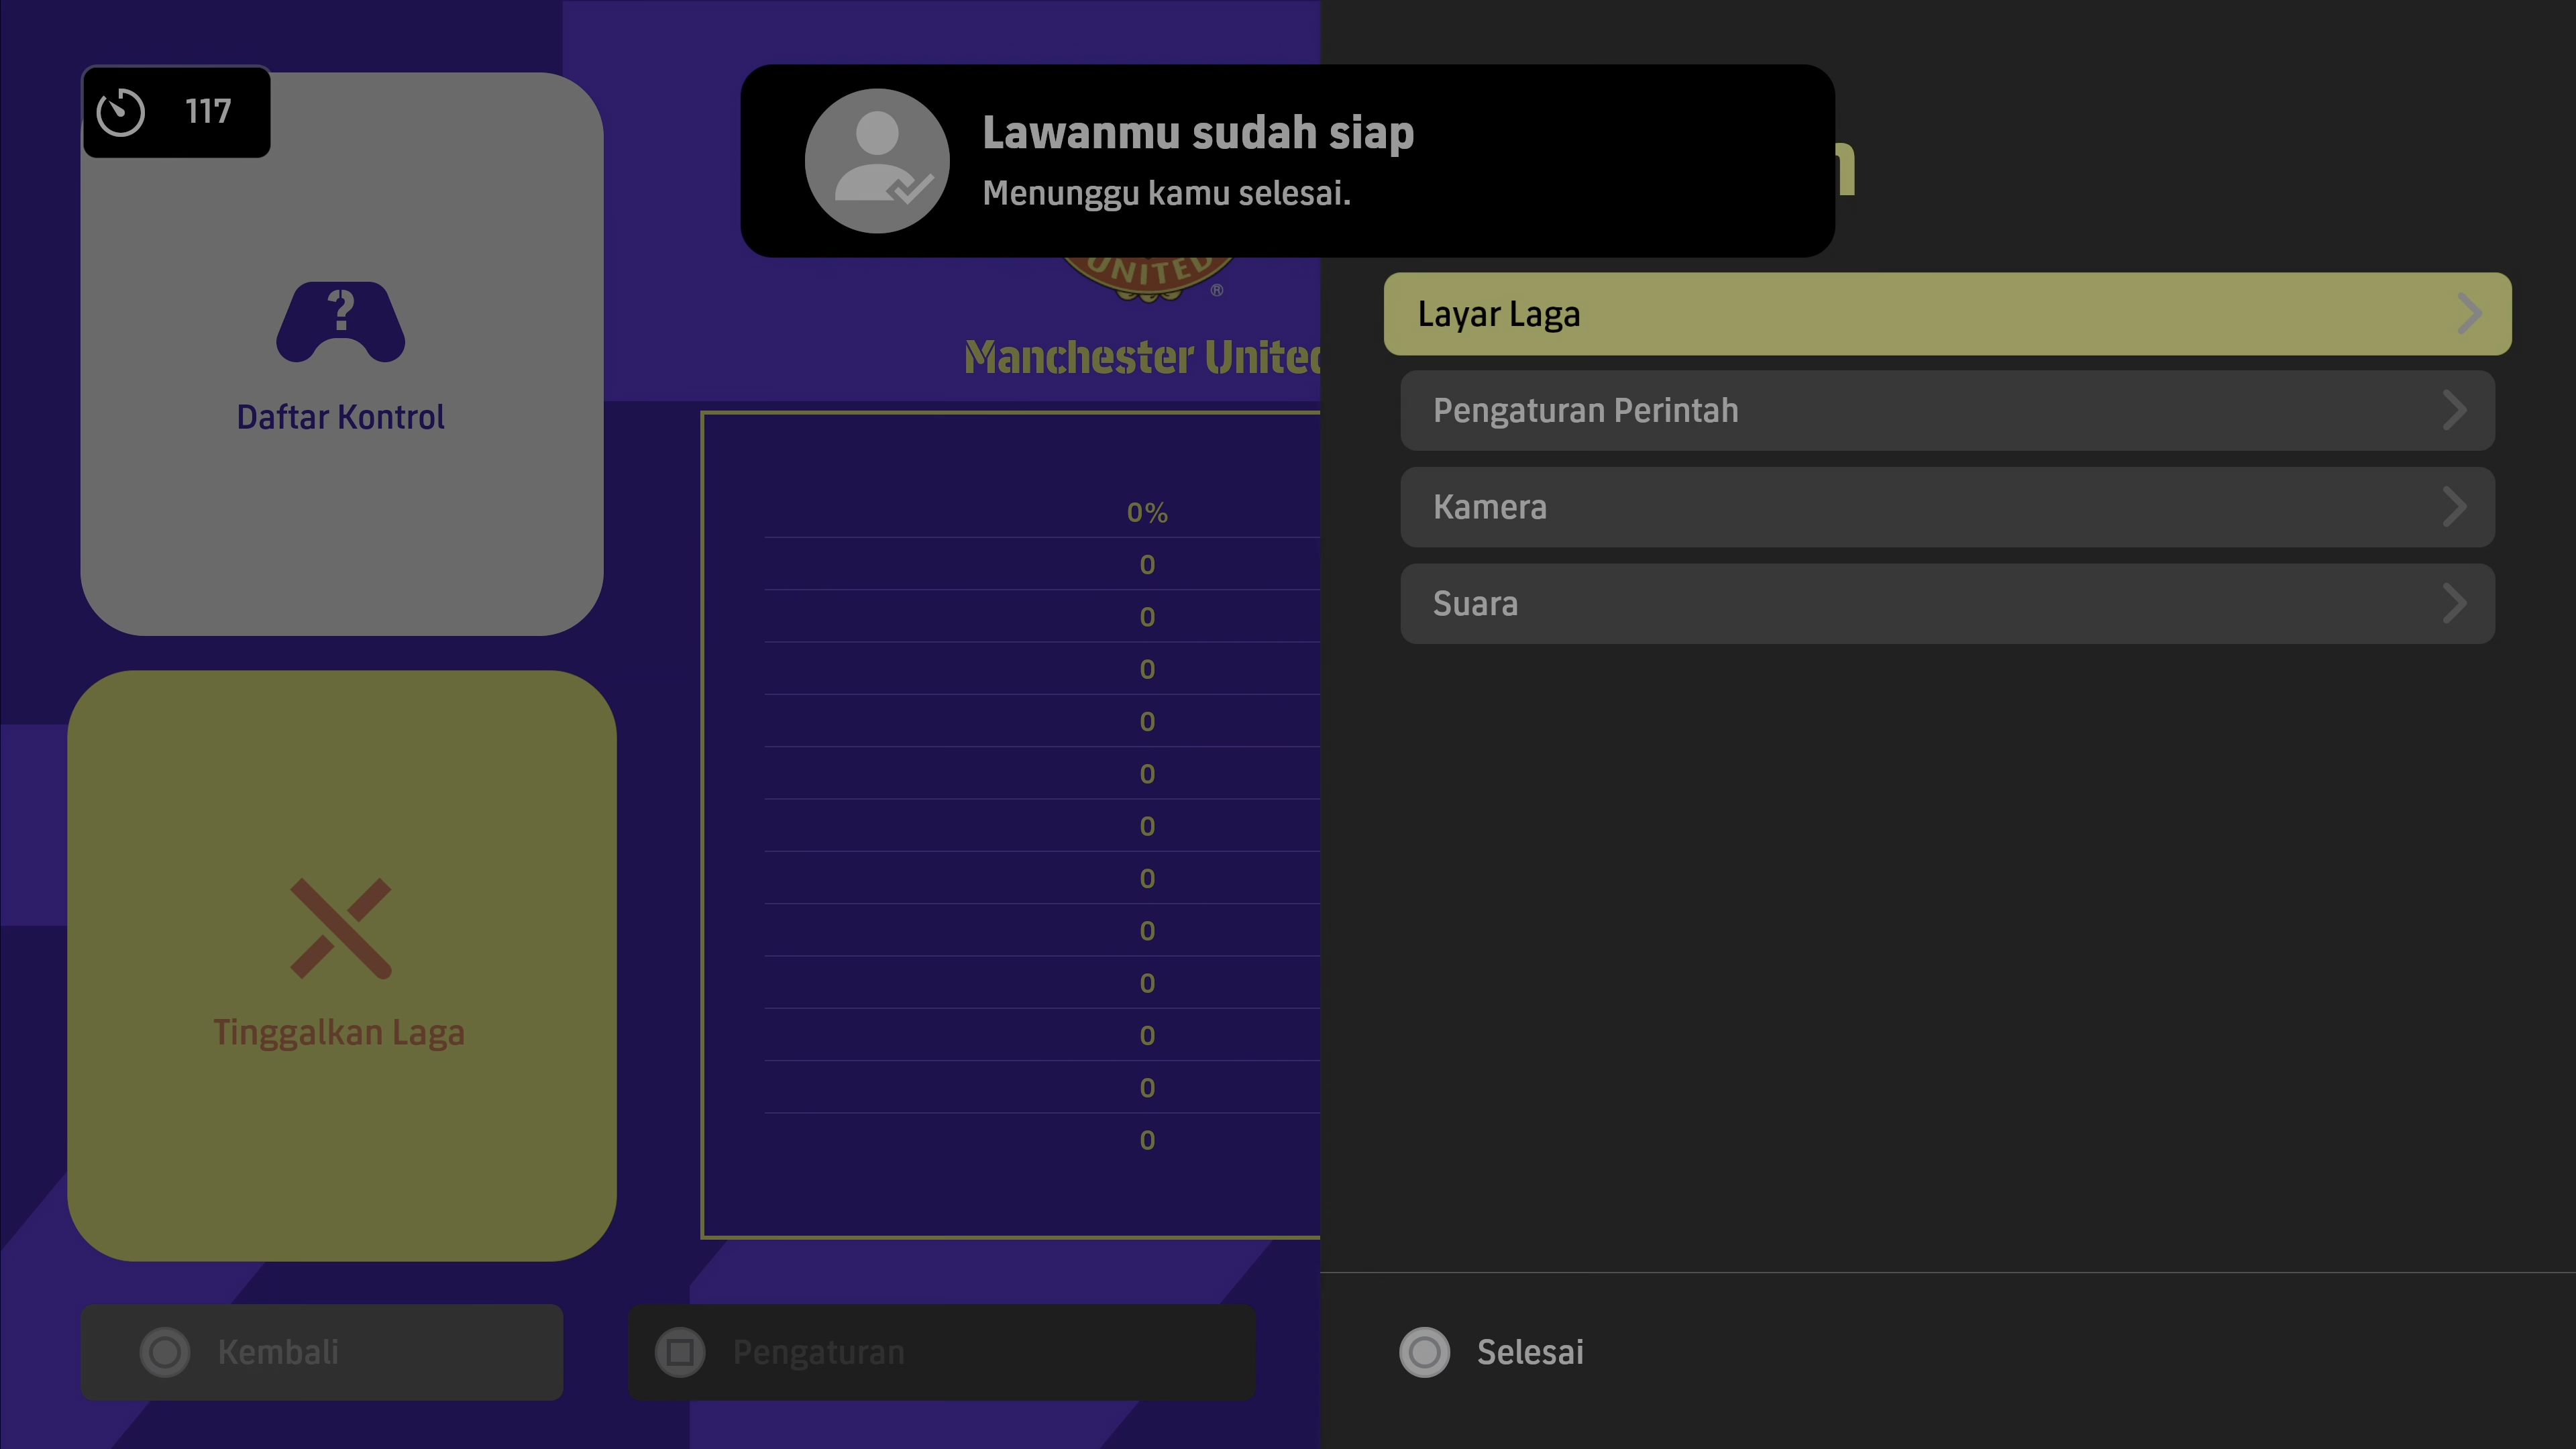 117
Lawanmu sudah siap
Menunggu kamu selesai.
UNITED
®
Manchester United
Daftar Kontrol
Tinggalkan Laga
0%
0
0
0
0
0
0
0
0
0
0
0
0
Layar Laga
Pengaturan Perintah
Kamera
Suara
Kembali
Pengaturan
Selesai